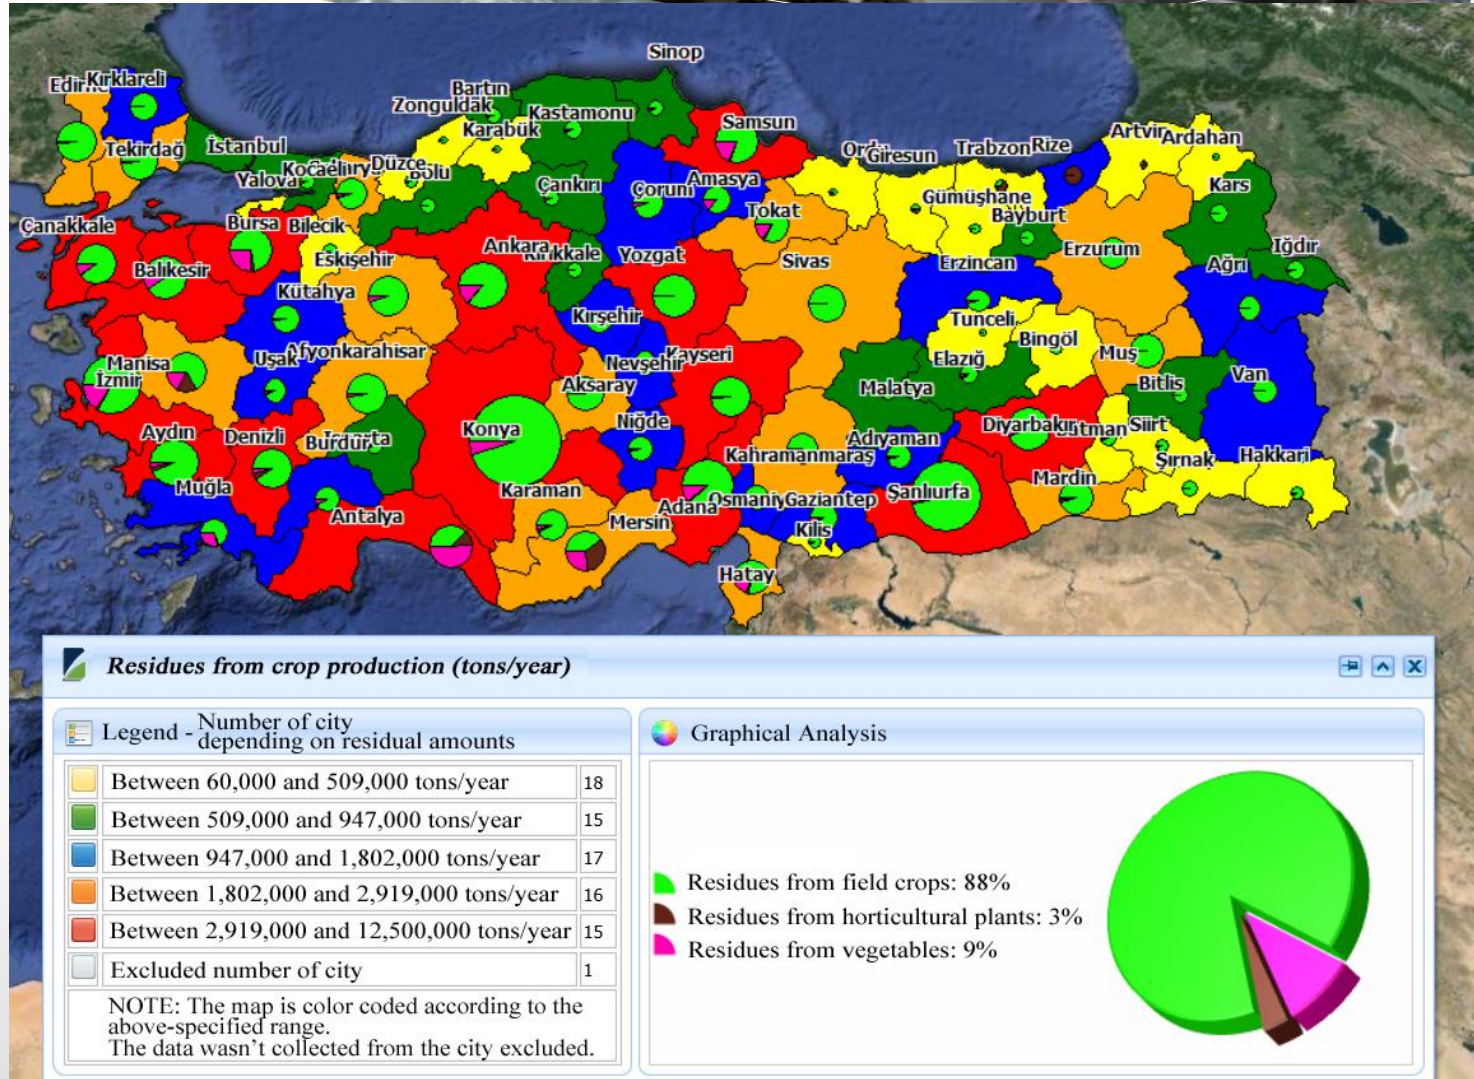 Sinop
Edirne
Kırklareli
Bartın
Zonguldak
Kastamonu
Karabük
Samsun
Tekirdağ
İstanbul
Düzce
Bolu
Yalova
Çankırı
Çorum
Amasya
Giresun
Trabzon
Rize
Artvin
Ardahan
Kars
Gümüşhane
Bayburt
Tokat
Çanakkale
Bursa
Bilecik
Balıkesir
Eskişehir
Ankara
Yozgat
Sivas
Erzincan
Erzurum
Iğdır
Ağrı
Kütahya
Kırşehir
Tunceli
Bingöl
Muş
Manisa
İzmir
Uşak
Afyonkarahisar
Nevşehir
Kayseri
Aksaray
Elazığ
Malatya
Bitlis
Van
Aydın
Denizli
Burdur
Konya
Niğde
Diyarbakır
Siirt
Kahramanmaraş
Adıyaman
Şırnak
Hakkari
Muğla
Antalya
Karaman
Mersin
Adana
Gaziantep
Şanlıurfa
Mardin
Kilis
Hatay
Residues from crop production (tons/year)
Legend - Number of city
depending on residual amounts
Between 60,000 and 509,000 tons/year 18
Between 509,000 and 947,000 tons/year 15
Between 947,000 and 1,802,000 tons/year 17
Between 1,802,000 and 2,919,000 tons/year 16
Between 2,919,000 and 12,500,000 tons/year 15
Excluded number of city 1
NOTE: The map is color coded according to the
above-specified range.
The data wasn't collected from the city excluded.
Graphical Analysis
Residues from field crops: 88%
Residues from horticultural plants: 3%
Residues from vegetables: 9%